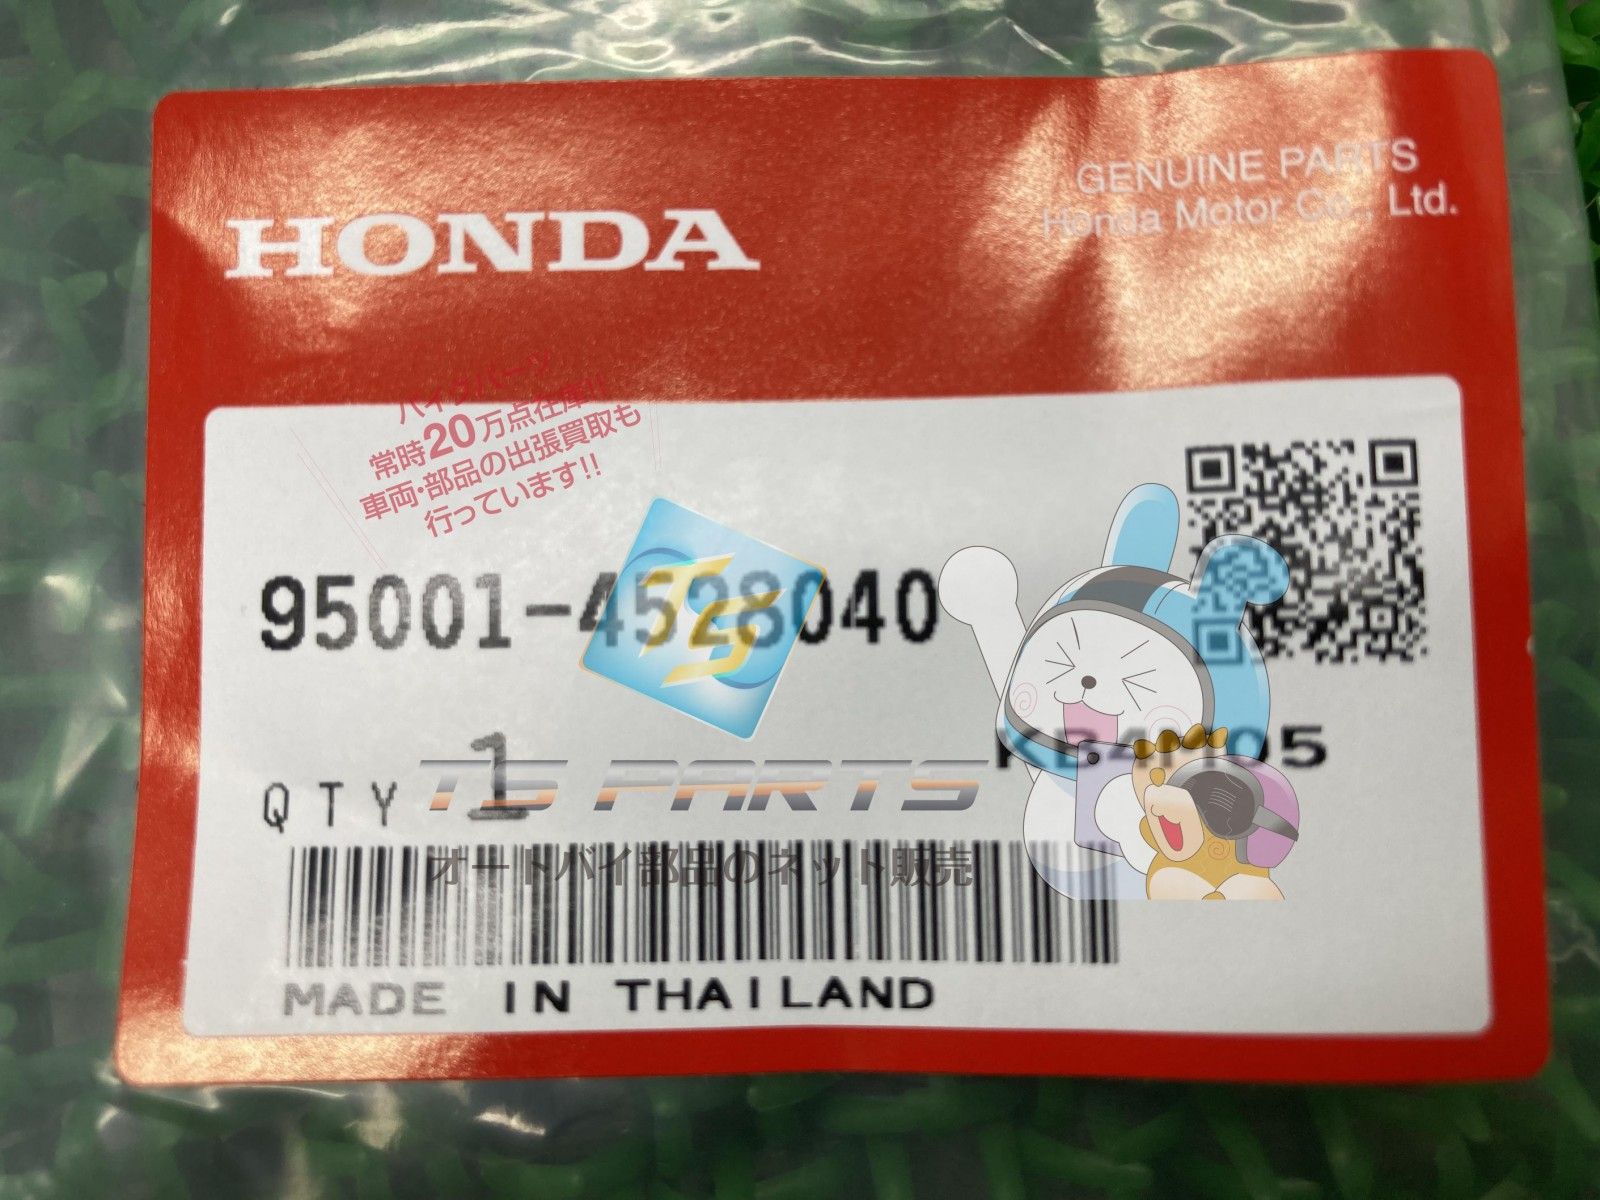 HONDA
GENUINE PARTS
Honda Motor Co., Ltd.
バイクパーツ
常時20万点在庫!!
車両・部品の出張買取も
行っています!!
95001-4528040
TS
KB4M05
QTY 1
TS PARTS
オートバイ部品のネット販売
MADE IN THAILAND